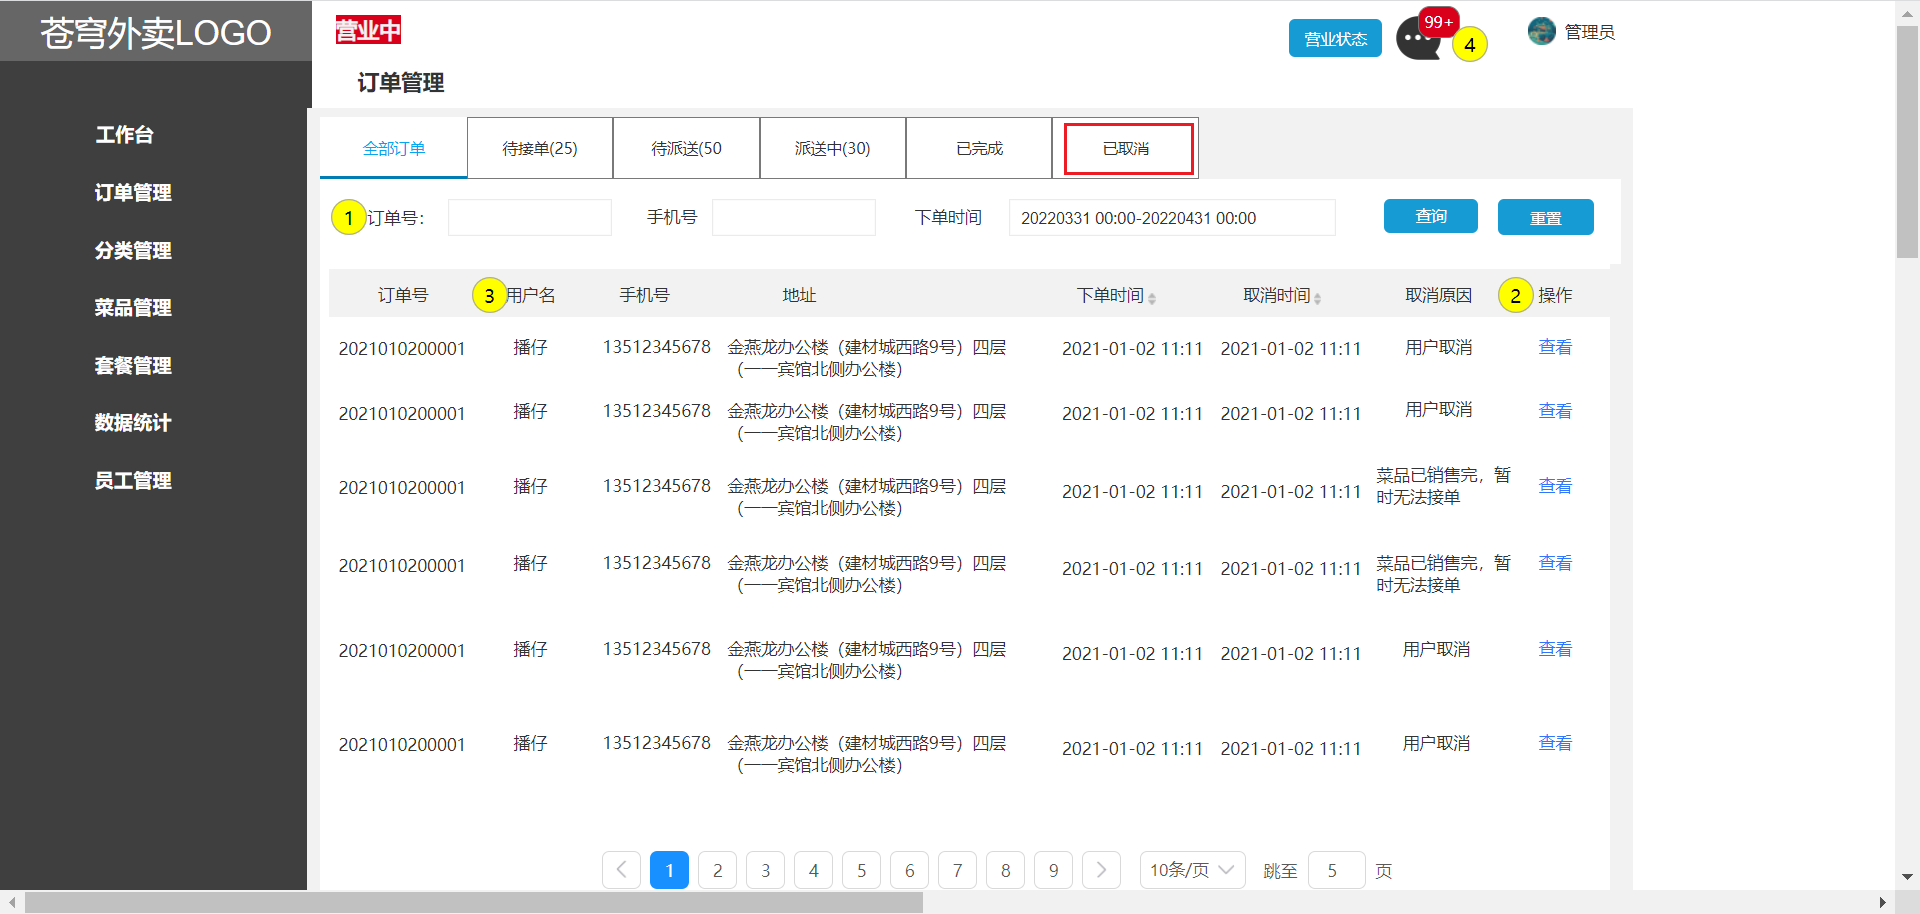 苍穹外卖LOGO
营业中
营业状态
99+
4
管理员
订单管理
工作台
订单管理
分类管理
菜品管理
套餐管理
数据统计
员工管理
全部订单
待接单(25)
待派送(50
派送中(30)
已完成
已取消
1
订单号：
手机号
下单时间
20220331 00:00-20220431 00:00
查询
重置
订单号
3
用户名
手机号
地址
下单时间
取消时间
取消原因
2
操作
2021010200001 播仔 13512345678 金燕龙办公楼（建材城西路9号）四层
（一一宾馆北侧办公楼）
2021-01-02 11:11 2021-01-02 11:11 用户取消 查看
2021010200001 播仔 13512345678 金燕龙办公楼（建材城西路9号）四层
（一一宾馆北侧办公楼）
2021-01-02 11:11 2021-01-02 11:11 用户取消 查看
2021010200001 播仔 13512345678 金燕龙办公楼（建材城西路9号）四层
（一一宾馆北侧办公楼）
2021-01-02 11:11 2021-01-02 11:11 菜品已销售完，暂
时无法接单
查看
2021010200001 播仔 13512345678 金燕龙办公楼（建材城西路9号）四层
（一一宾馆北侧办公楼）
2021-01-02 11:11 2021-01-02 11:11 菜品已销售完，暂
时无法接单
查看
2021010200001 播仔 13512345678 金燕龙办公楼（建材城西路9号）四层
（一一宾馆北侧办公楼）
2021-01-02 11:11 2021-01-02 11:11 用户取消 查看
2021010200001 播仔 13512345678 金燕龙办公楼（建材城西路9号）四层
（一一宾馆北侧办公楼）
2021-01-02 11:11 2021-01-02 11:11 用户取消 查看
1 2 3 4 5 6 7 8 9 10条/页 跳至 5 页